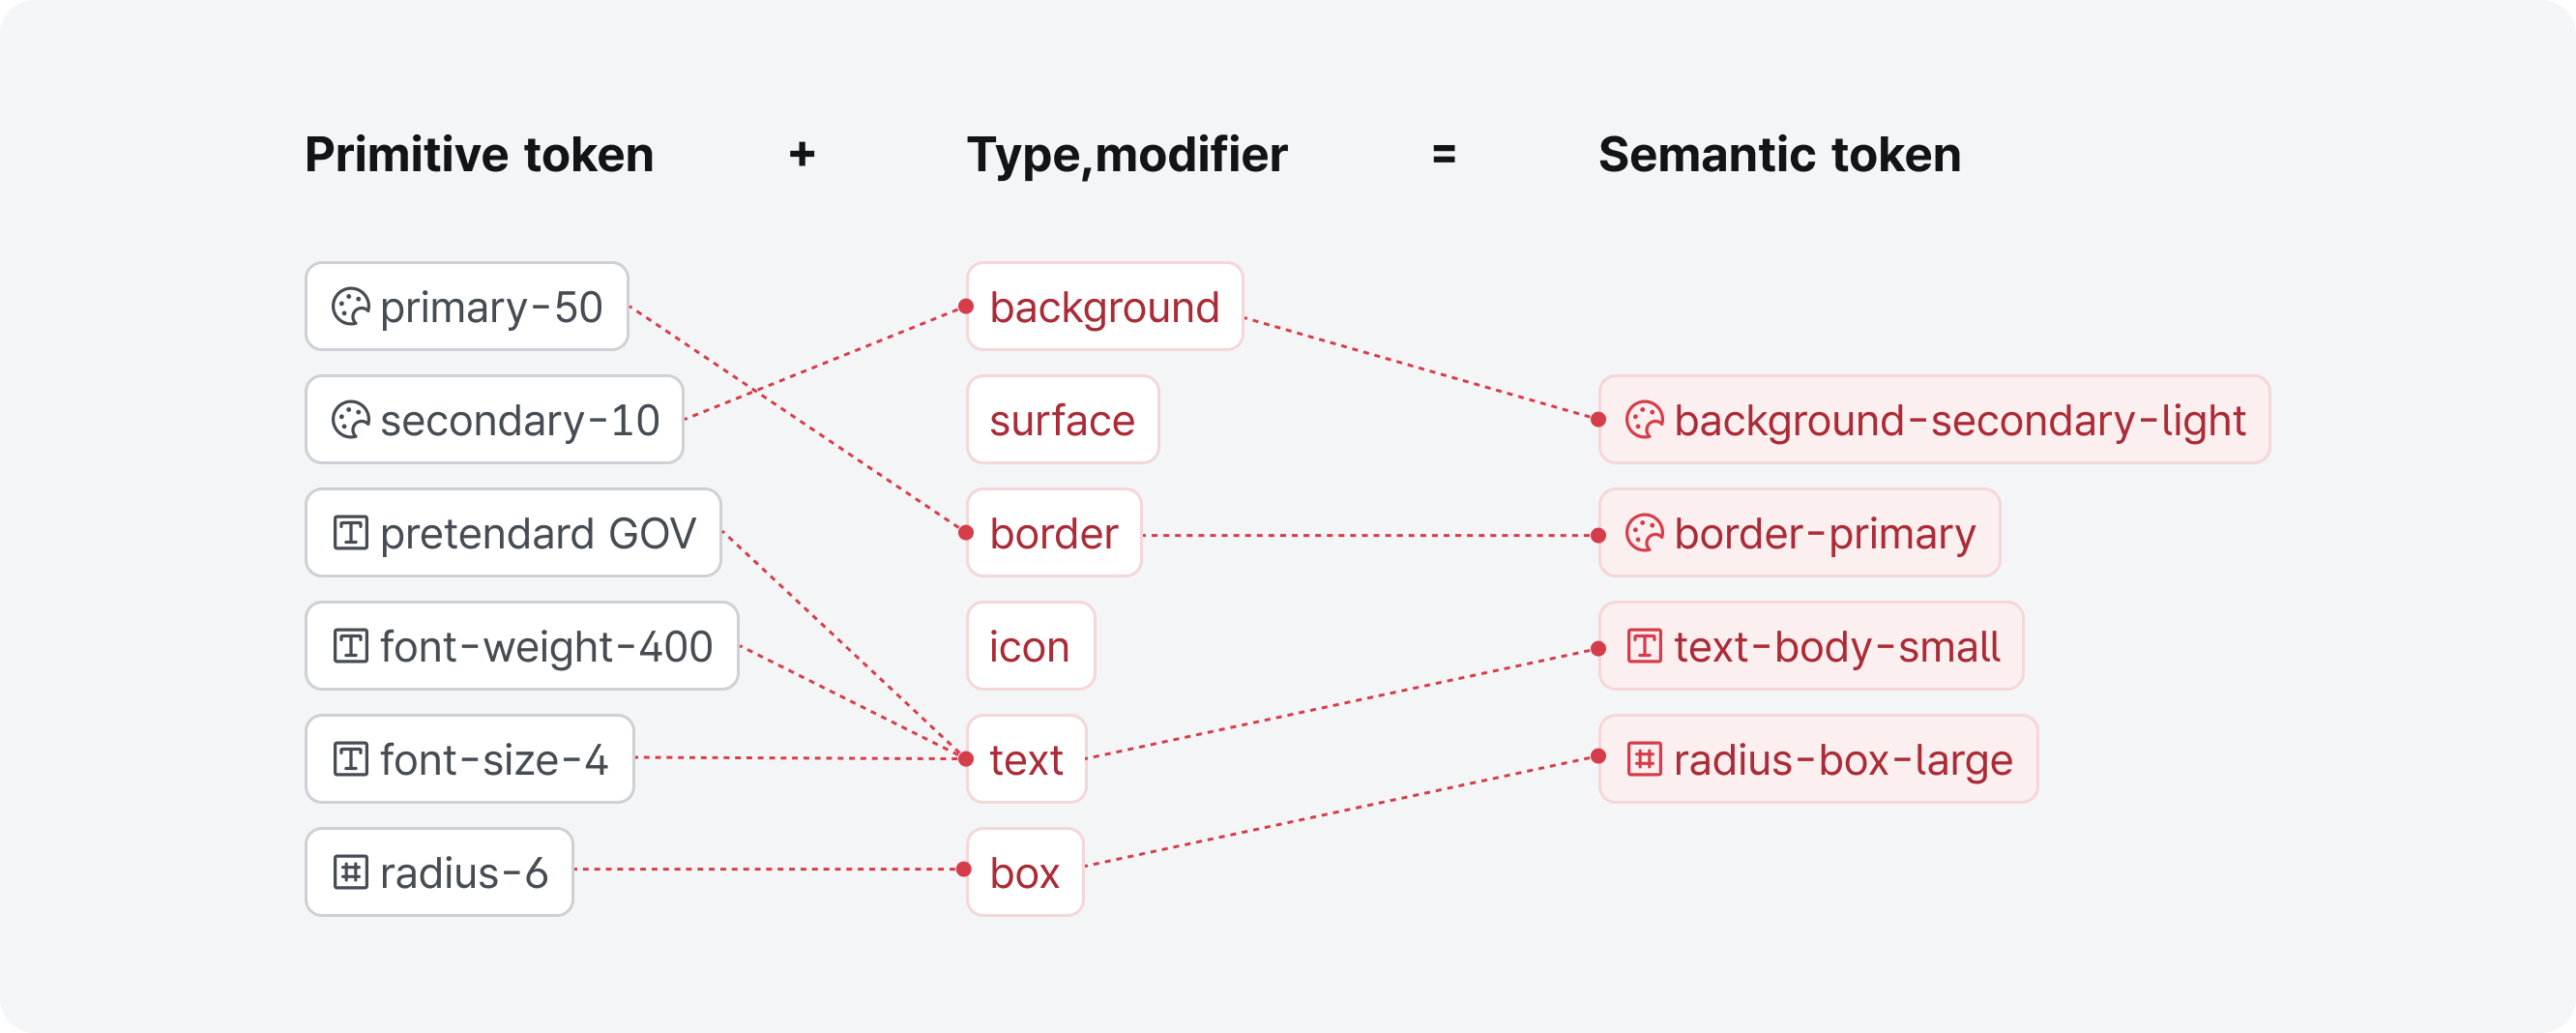 Primitive token + Type,modifier = Semantic token
primary-50
secondary-10
pretendard GOV
font-weight-400
font-size-4
radius-6
background
surface
border
icon
text
box
background-secondary-light
border-primary
text-body-small
radius-box-large